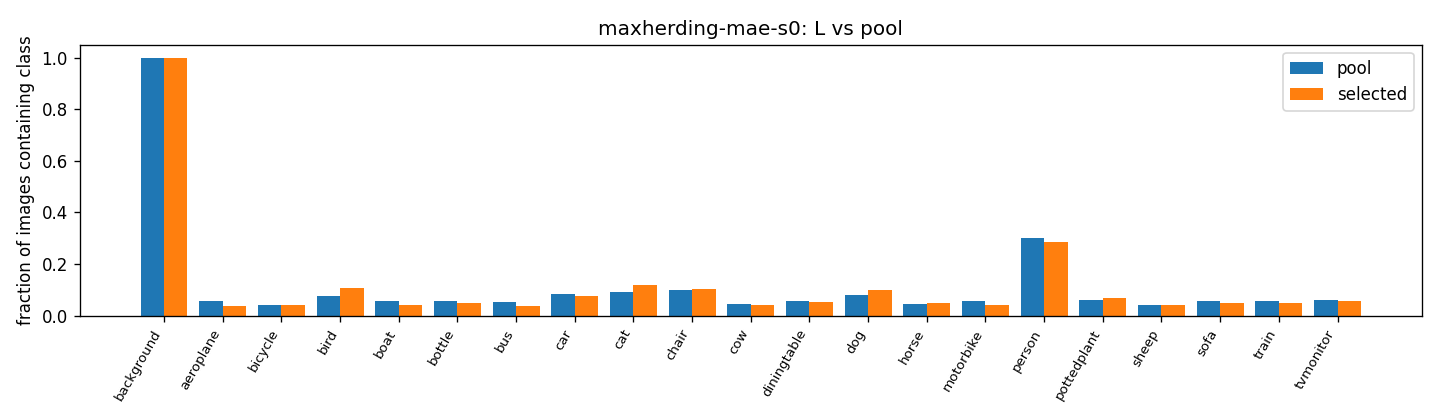 maxherding-mae-s0: L vs pool
fraction of images containing class
1.0
0.8
0.6
0.4
0.2
0.0
pool
selected
background
aeroplane
bicycle
bird
boat
bottle
bus
car
cat
chair
cow
diningtable
dog
horse
motorbike
person
pottedplant
sheep
sofa
train
tvmonitor